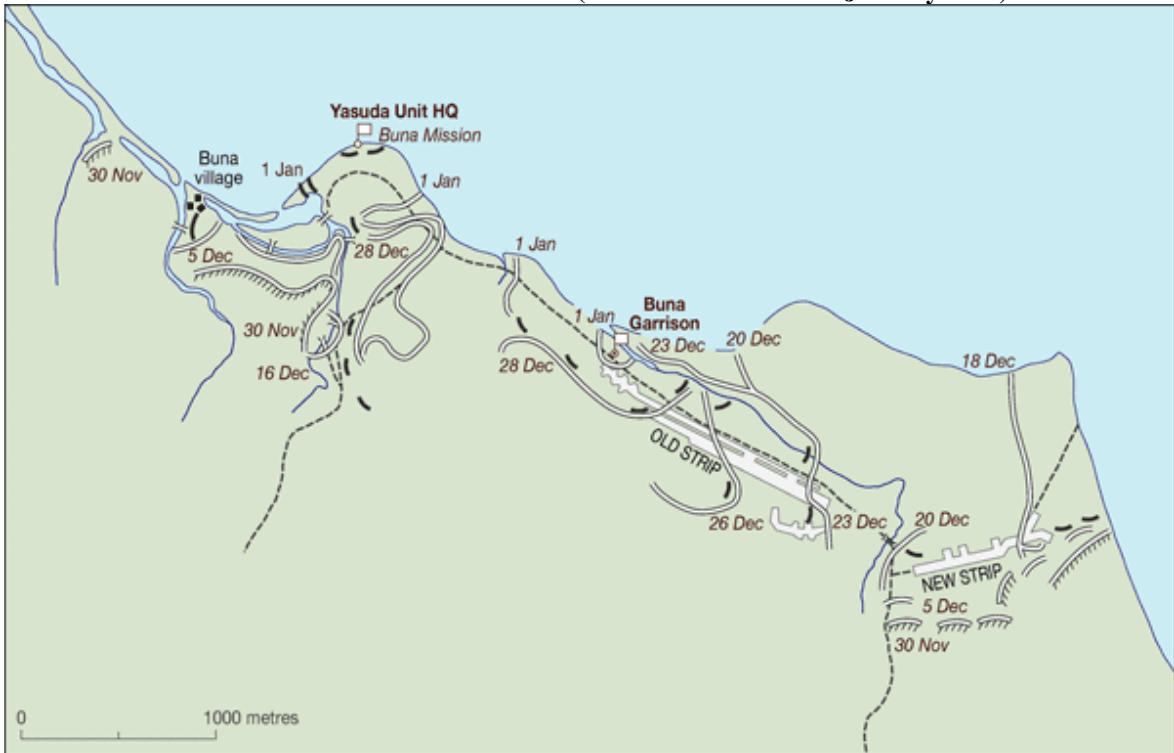 Yasuda Unit HQ
Buna Mission
Buna
village
30 Nov
1 Jan
1 Jan
5 Dec
28 Dec
1 Jan
30 Nov
16 Dec
1 Jan
Buna
Garrison
23 Dec
20 Dec
28 Dec
18 Dec
OLD STRIP
26 Dec
23 Dec
20 Dec
NEW STRIP
5 Dec
30 Nov
0
1000 metres